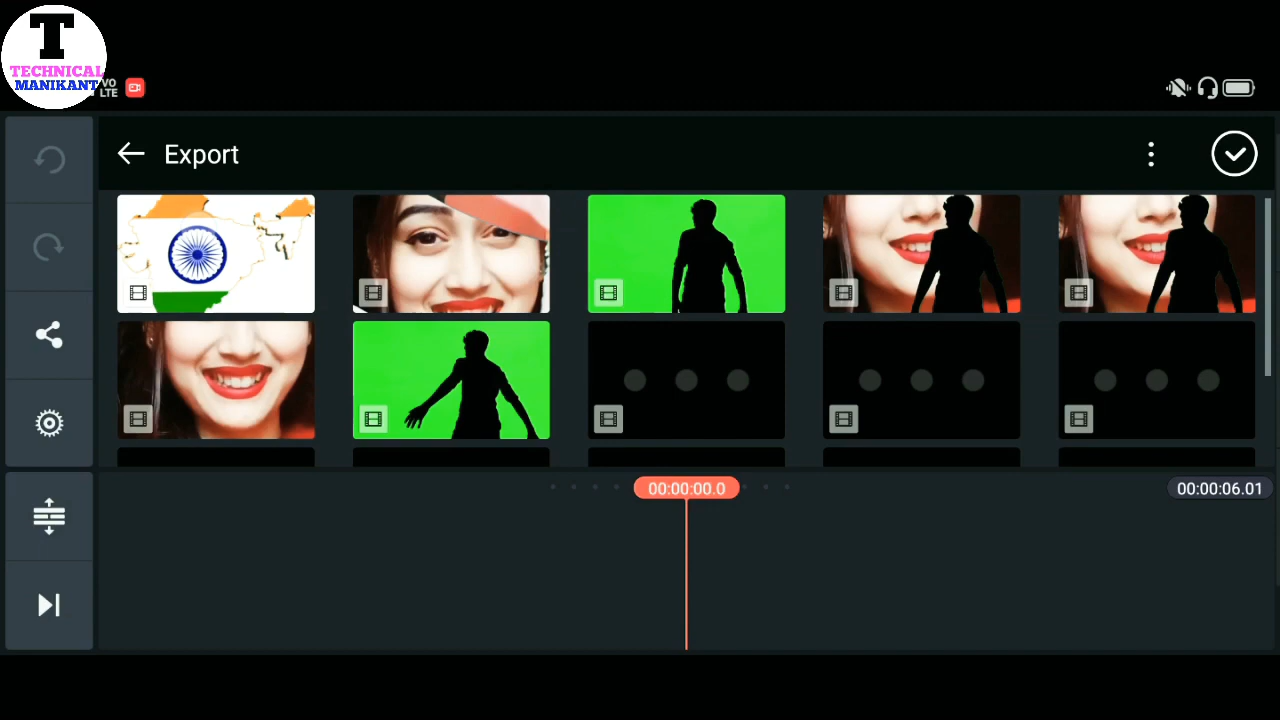 T
TECHNICAL
MANIKANT
VO
LTE
Export
00:00:00.0
00:00:06.01